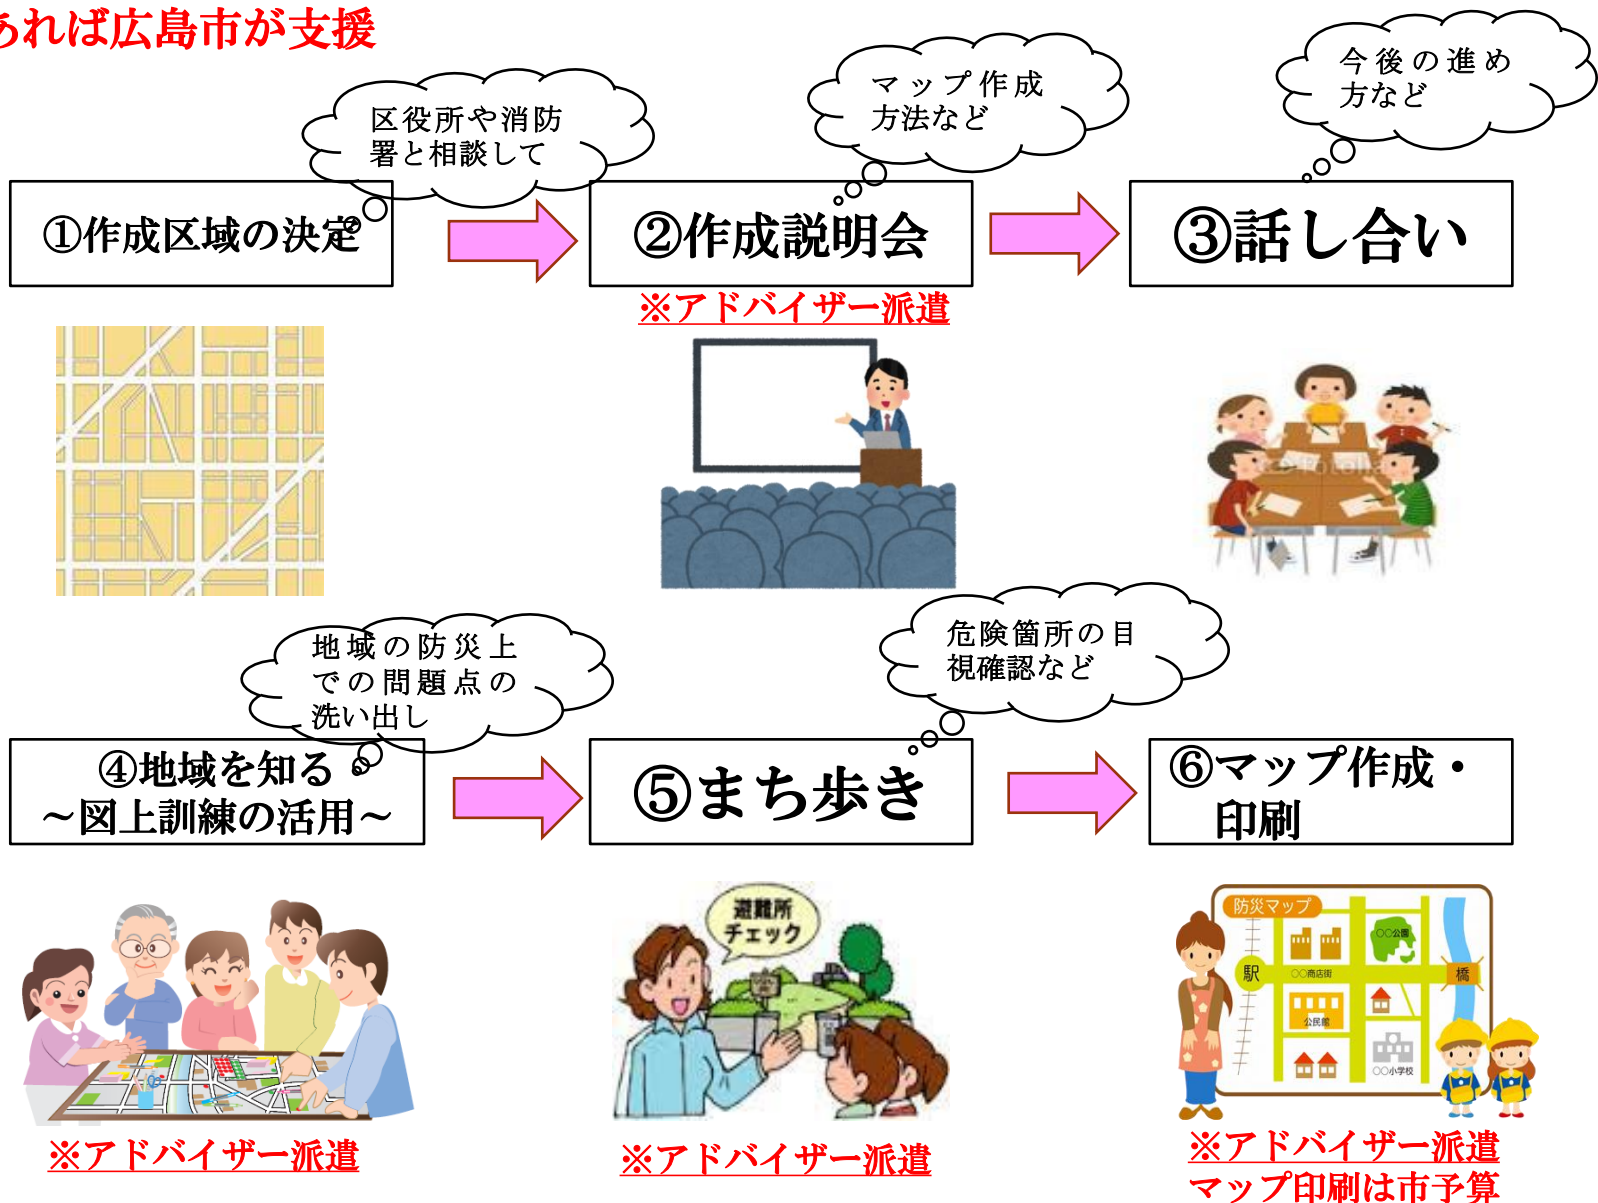 あれば広島市が支援
区役所や消防
署と相談して
マップ作成
方法など
今後の進め
方など
①作成区域の決定
②作成説明会
③話し合い
※アドバイザー派遣
地域の防災上
での問題点の
洗い出し
危険箇所の目
視確認など
④地域を知る
～図上訓練の活用～
⑤まち歩き
⑥マップ作成・
印刷
避難所
チェック
防災マップ
〇〇公園
駅
〇〇商店街
橋
公民館
〇〇小学校
※アドバイザー派遣
※アドバイザー派遣
※アドバイザー派遣
マップ印刷は市予算